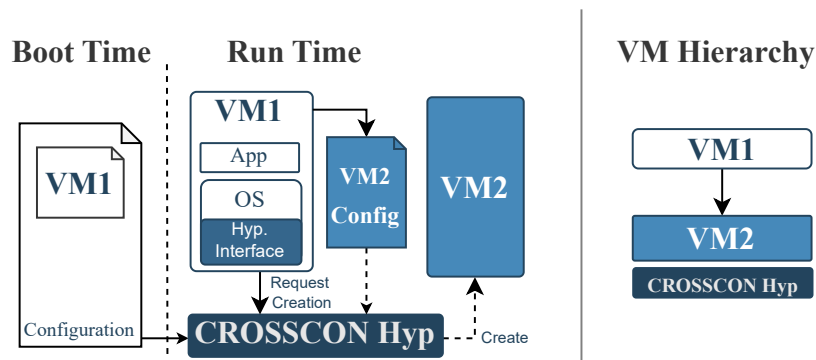 Boot Time
Run Time
VM Hierarchy
VM1
Configuration
VM1
App
OS
Hyp.
Interface
VM2
Config
VM2
Request
Creation
CROSSCON Hyp
Create
VM1
VM2
CROSSCON Hyp